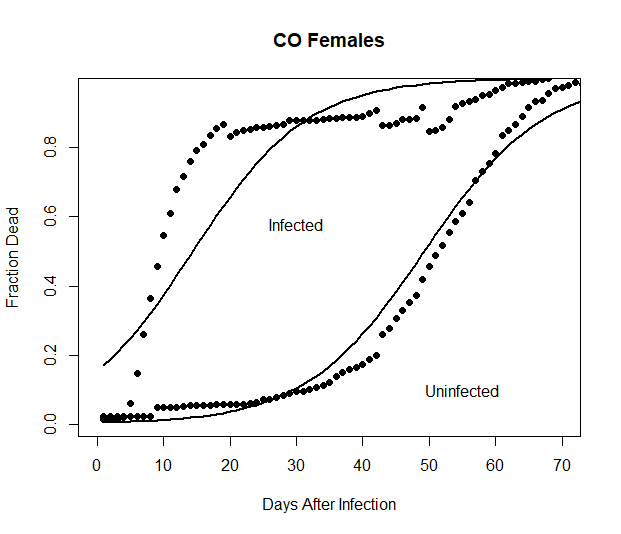 CO Females
Fraction Dead
0.8
0.6
0.4
0.2
0.0
Infected
Uninfected
0 10 20 30 40 50 60 70
Days After Infection